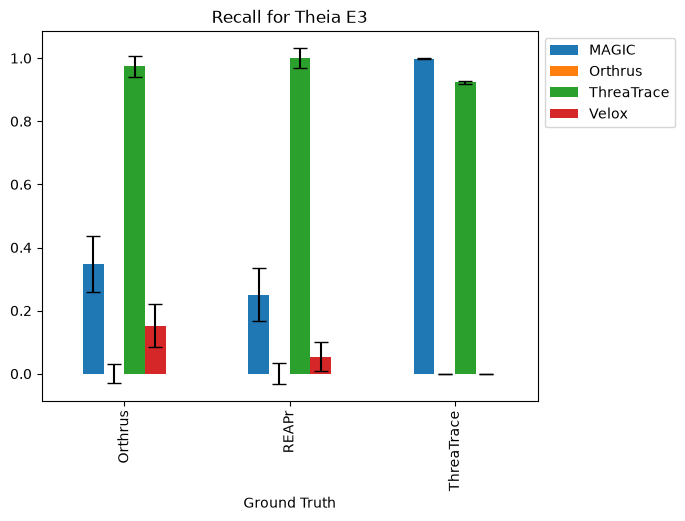 Recall for Theia E3
1.0
0.8
0.6
0.4
0.2
0.0
Orthrus
REAPr
ThreaTrace
Ground Truth
MAGIC
Orthrus
ThreaTrace
Velox